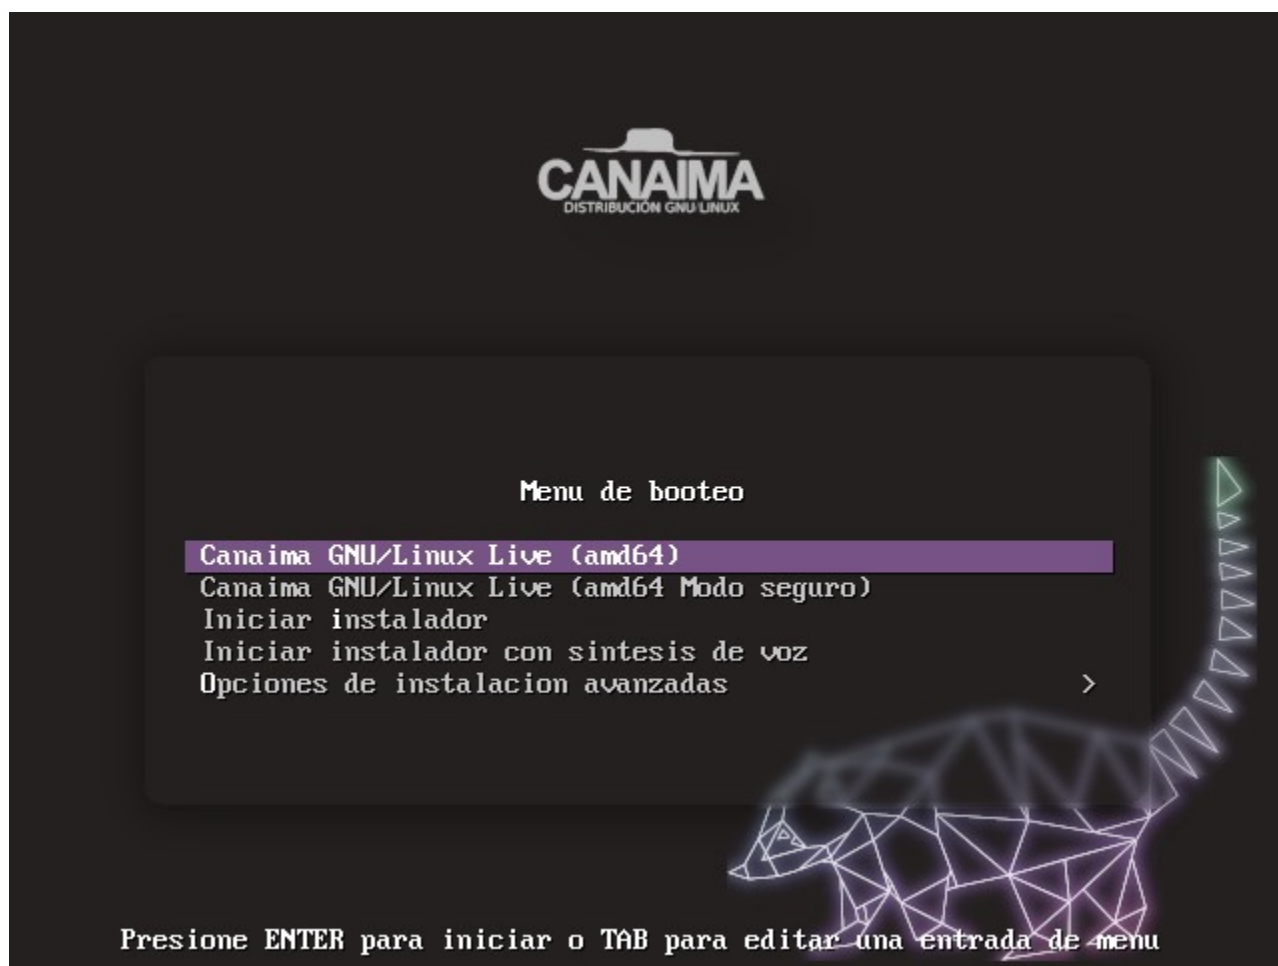 CANAIMA
DISTRIBUCIÓN GNU/LINUX
Menu de booteo
Canaima GNU/Linux Live (amd64)
Canaima GNU/Linux Live (amd64 Modo seguro)
Iniciar instalador
Iniciar instalador con sintesis de voz
Opciones de instalacion avanzadas >
Presione ENTER para iniciar o TAB para editar una entrada de menu